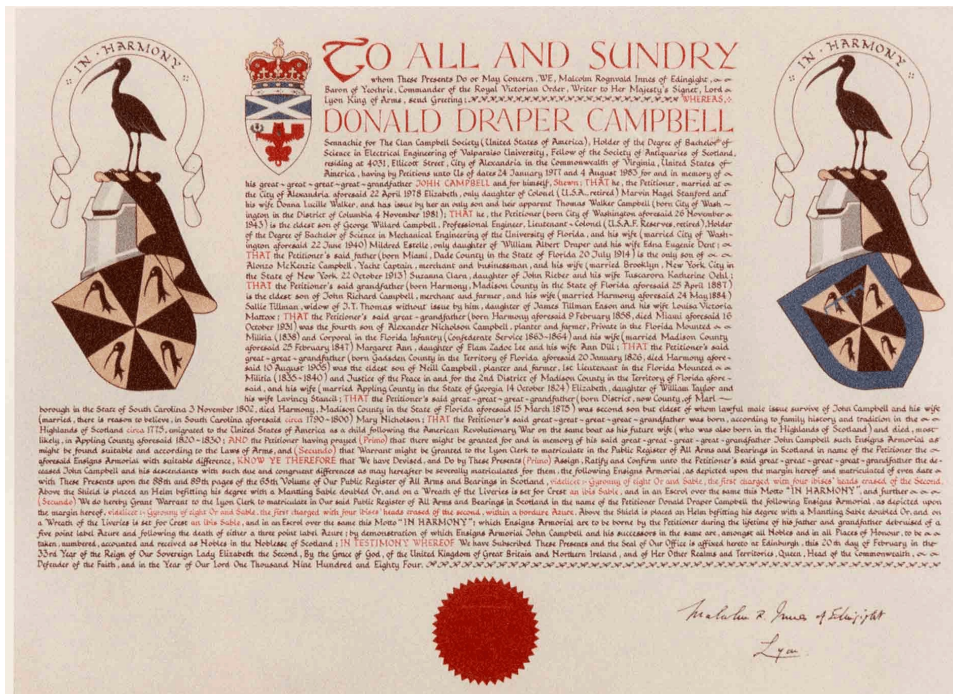 IN HARMONY
IN HARMONY
TO ALL AND SUNDRY
whom These Presents Do or May Concern, WE, Malcolm Rognvald Innes of Edingight,
Baron of Yeochrie, Commander of the Royal Victorian Order, Writer to Her Majesty's Signet, Lord
Lyon King of Arms, send Greeting; WHEREAS,
DONALD DRAPER CAMPBELL
Sennachie for The Clan Campbell Society (United States of America), Holder of the Degree of Bachelor of
Science in Electrical Engineering of Valparaiso University, Fellow of the Society of Antiquaries of Scotland,
residing at 4031, Ellicott Street, City of Alexandria in the Commonwealth of Virginia, United States of
America, having by Petitions unto Us of dates 24 January 1977 and 4 August 1983 for and in memory of
his great-great-great-great-grandfather JOHN CAMPBELL and for himself, Shewn; THAT he, the Petitioner, married at
the City of Alexandria aforesaid 22 April 1978 Elizabeth, only daughter of Colonel (U.S.A., retired) Marvin Nagel Stanford and
his wife Donna Lucille Walker, and has issue by her an only son and heir apparent Thomas Walker Campbell (born City of Wash-
ington in the District of Columbia 4 November 1981); THAT he, the Petitioner (born City of Washington aforesaid 26 November
1943) is the eldest son of George Willard Campbell, Professional Engineer, Lieutenant-Colonel (U.S.A.F. Reserves, retired), Holder
of the Degree of Bachelor of Science in Mechanical Engineering of the University of Florida, and his wife (married City of Wash-
ington aforesaid 22 June 1940) Mildred Estelle, only daughter of William Albert Draper and his wife Edna Eugenie Dent;
THAT the Petitioner's said father (born Miami, Dade County in the State of Florida 20 July 1914) is the only son of
Alonzo McKenzie Campbell, Yacht Captain, merchant and businessman, and his wife (married Brooklyn, New York City in
the State of New York 22 October 1913) Suzanna Clara, daughter of John Rieber and his wife Tuscarora Katherine Oehl;
THAT the Petitioner's said grandfather (born Harmony, Madison County in the State of Florida aforesaid 25 April 1887)
is the eldest son of John Richard Campbell, merchant and farmer, and his wife (married Harmony aforesaid 24 May 1884)
Sallie Tillman, widow of J.T. Thomas without issue by him, daughter of James Tillman Eason and his wife Louisa Victoria
Mattox; THAT the Petitioner's said great-grandfather (born Harmony aforesaid 9 February 1858, died Miami aforesaid 16
October 1931) was the fourth son of Alexander Nicholson Campbell, planter and farmer, Private in the Florida Mounted
Militia (1838) and Corporal in the Florida Infantry (Confederate Service 1863-1864) and his wife (married Madison County
aforesaid 25 February 1847) Margaret Ann, daughter of Elam Zadoc Lee and his wife Ann Dill; THAT the Petitioner's said
great-great-grandfather (born Gadsden County in the Territory of Florida aforesaid 20 January 1826, died Harmony afore-
said 10 August 1905) was the eldest son of Neill Campbell, planter and farmer, 1st Lieutenant in the Florida Mounted
Militia (1835-1840) and Justice of the Peace in and for the 2nd District of Madison County in the Territory of Florida afore-
said, and his wife (married Appling County in the State of Georgia 14 October 1824) Elizabeth, daughter of William Taylor and
his wife Lavincy Stancil; THAT the Petitioner's said great-great-great-grandfather (born District, now County, of Marl-
borough in the State of South Carolina 3 November 1802, died Harmony, Madison County in the State of Florida aforesaid 15 March 1873) was second son but eldest of whom lawful male issue survive of John Campbell and his wife
(married, there is reason to believe, in South Carolina aforesaid circa 1790-1800) Mary Nicholson; THAT the Petitioner's said great-great-great-great-grandfather was born, according to family history and tradition in the
Highlands of Scotland circa 1775, emigrated to the United States of America as a child following the American Revolutionary War on the same boat as his future wife (who was also born in the Highlands of Scotland) and died, most
likely, in Appling County aforesaid 1820-1830; AND the Petitioner having prayed (Primo) that there might be granted for and in memory of his said great-great-great-great-grandfather John Campbell such Ensigns Armorial as
might be found suitable and according to the Laws of Arms, and (Secundo) that Warrant might be Granted to the Lyon Clerk to matriculate in the Public Register of All Arms and Bearings in Scotland in name of the Petitioner the
aforesaid Ensigns Armorial with suitable difference, KNOW YE THEREFORE that We have Devised, and Do by These Presents (Primo) Assign, Ratify and Confirm unto the Petitioner's said great-great-great-great-grandfather the de-
ceased John Campbell and his descendants with such due and congruent differences as may hereafter be severally matriculated for them, the following Ensigns Armorial, as depicted upon the margin hereof and matriculated of even date
with These Presents upon the 88th and 89th pages of the 65th Volume of Our Public Register of All Arms and Bearings in Scotland, videlicet: Gyronny of eight Or and Sable, the first charged with four ibises' heads erased of the Second.
Above the Shield is placed an Helm befitting his degree with a Mantling Sable doubled Or, and on a Wreath of the Liveries is set for Crest an ibis Sable, and in an Escrol over the same this Motto "IN HARMONY"; and further
(Secundo) We do hereby Grant Warrant to the Lyon Clerk to matriculate in Our said Public Register of All Arms and Bearings in Scotland in name of the Petitioner Donald Draper Campbell, the following Ensigns Armorial, as depicted upon
the margin hereof, videlicet: Gyronny of eight Or and Sable, the first charged with four ibises' heads erased of the second, within a bordure Azure. Above the Shield is placed an Helm befitting his degree with a Mantling Sable doubled Or, and on
a Wreath of the Liveries is set for Crest an ibis Sable, and in an Escrol over the same this Motto "IN HARMONY"; which Ensigns Armorial are to be borne by the Petitioner during the lifetime of his father and grandfather debruised of a
five point label Azure and following the death of either a three point label Azure; by demonstration of which Ensigns Armorial John Campbell and his successors in the same are, amongst all Nobles and in all Places of Honour, to be
taken, numbered, accounted and received as Nobles in the Noblesse of Scotland; IN TESTIMONY WHEREOF We have Subscribed These Presents and the Seal of Our Office is affixed hereto at Edinburgh, this 20th day of February in the
33rd Year of the Reign of Our Sovereign Lady Elizabeth the Second, By the Grace of God, of the United Kingdom of Great Britain and Northern Ireland, and of Her Other Realms and Territories, Queen, Head of the Commonwealth,
Defender of the Faith, and in the Year of Our Lord One Thousand Nine Hundred and Eighty Four.
Malcolm R. Innes of Edingight
Lyon